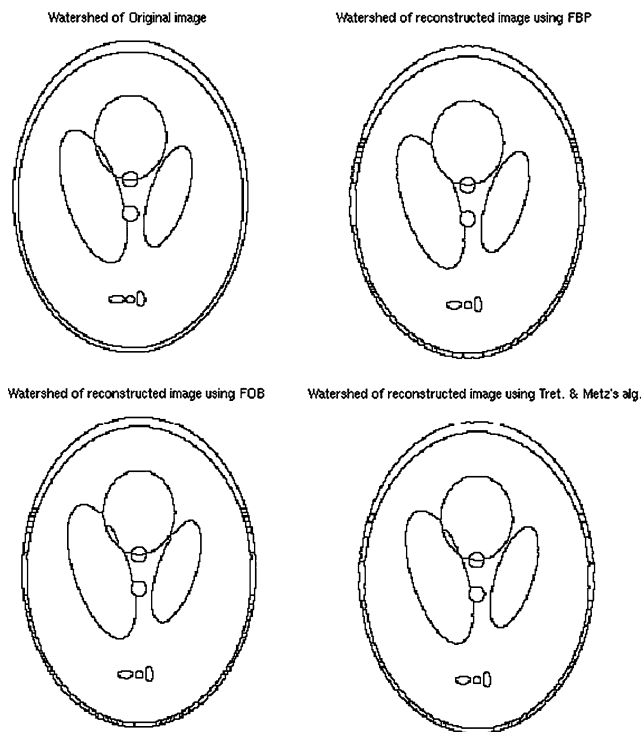 Watershed of Original image
Watershed of reconstructed image using FBP
Watershed of reconstructed image using FOB
Watershed of reconstructed image using Tret. & Metz's alg.